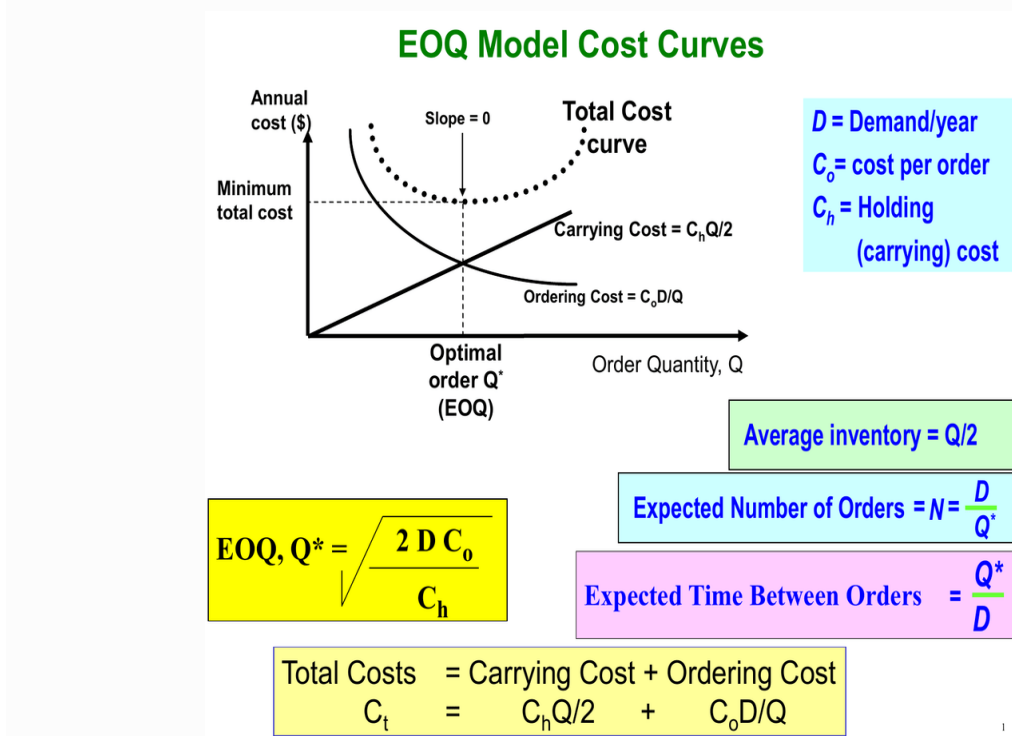 EOQ Model Cost Curves
Annual
cost ($)
Slope = 0
Total Cost
curve
Minimum
total cost
Carrying Cost = ChQ/2
Ordering Cost = CoD/Q
Optimal
order Q*
(EOQ)
Order Quantity, Q
D = Demand/year
Co= cost per order
Ch = Holding
(carrying) cost
Average inventory = Q/2
Expected Number of Orders = N = D
Q*
Expected Time Between Orders = Q*
D
EOQ, Q* = √ 2 D Co
Ch
Total Costs = Carrying Cost + Ordering Cost
Ct = ChQ/2 + CoD/Q
1